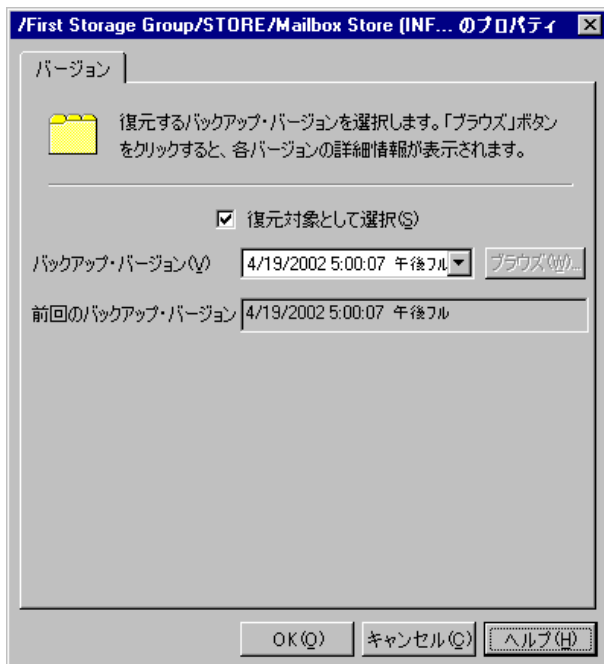 /First Storage Group/STORE/Mailbox Store (INF... のプロパティ
バージョン
復元するバックアップ・バージョンを選択します。「ブラウズ」ボタン
をクリックすると、各バージョンの詳細情報が表示されます。
復元対象として選択(S)
バックアップ・バージョン(V) 4/19/2002 5:00:07 午後フル ブラウズ(W)...
前回のバックアップ・バージョン 4/19/2002 5:00:07 午後フル
OK(O) キャンセル(C) ヘルプ(H)